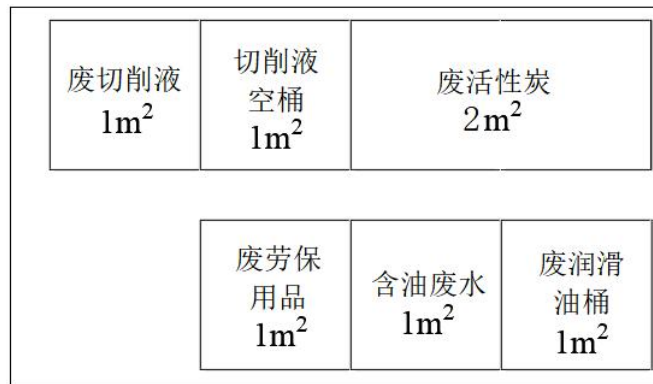 废切削液
1m²
切削液
空桶
1m²
废活性炭
2m²
废劳保
用品
1m²
含油废水
1m²
废润滑
油桶
1m²